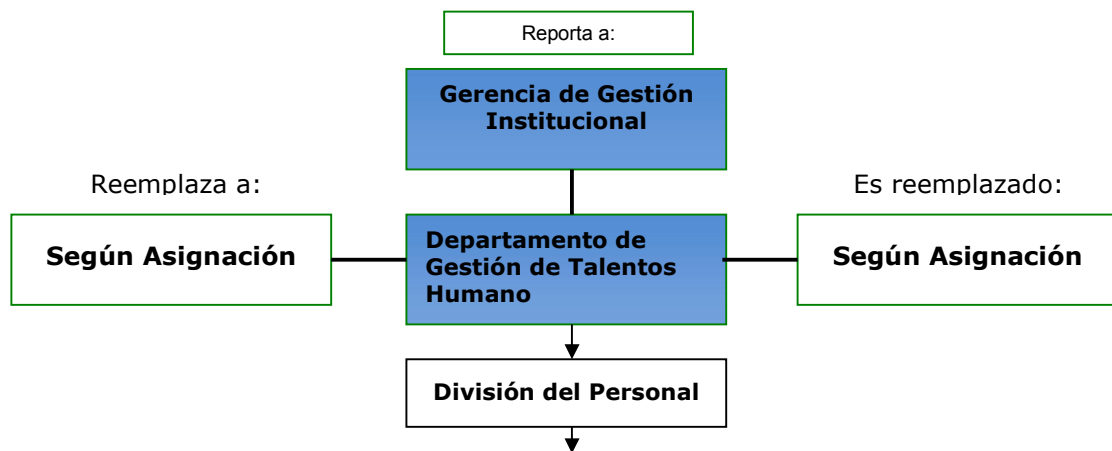 Reporta a:
Gerencia de Gestión
Institucional
Reemplaza a:
Es reemplazado:
Según Asignación
Departamento de
Gestión de Talentos
Humano
Según Asignación
División del Personal